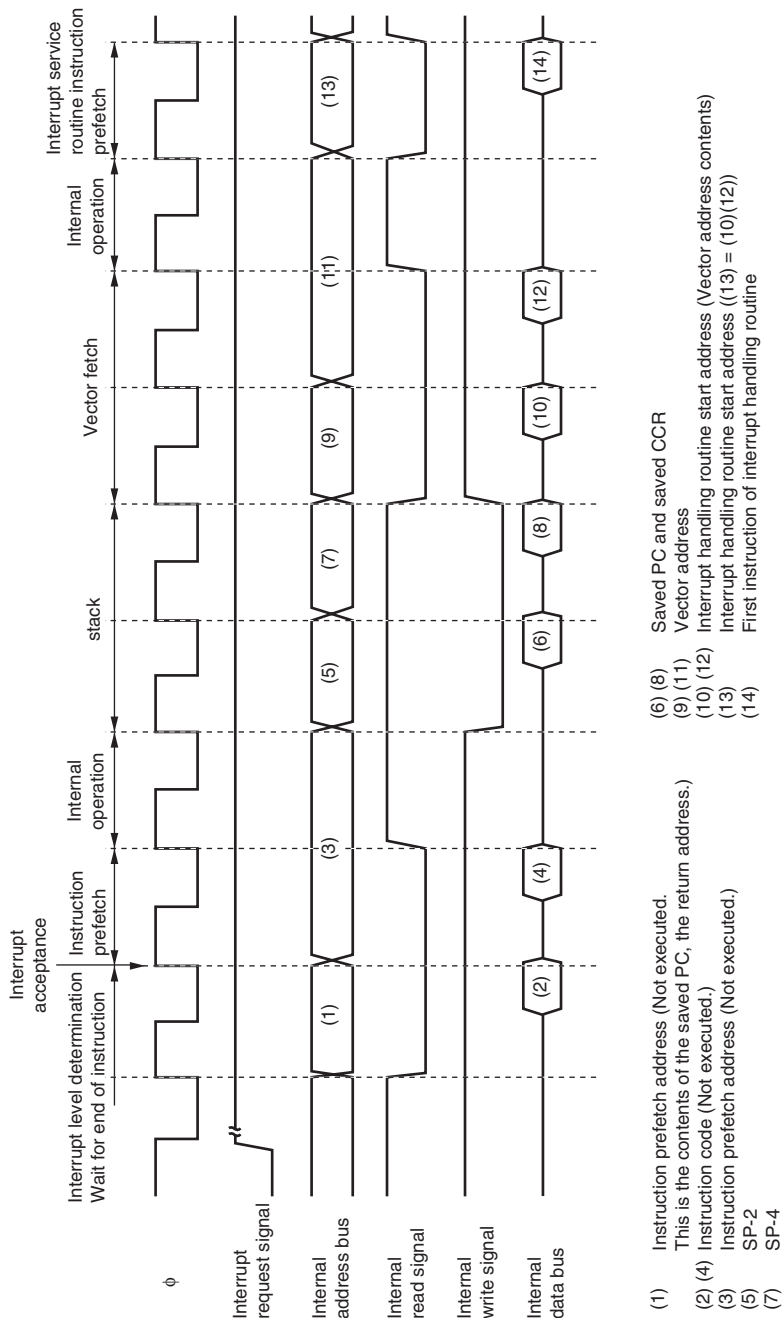 Interrupt
acceptance
Interrupt level determination
Wait for end of instruction
Instruction
prefetch
Internal
operation
stack
Vector fetch
Internal
operation
Interrupt service
routine instruction
prefetch
φ
Interrupt
request signal
Internal
address bus
(1)
(3)
(5)
(7)
(9)
(11)
(13)
Internal
read signal
Internal
write signal
Internal
data bus
(2)
(4)
(6)
(8)
(10)
(12)
(14)
(1) Instruction prefetch address (Not executed.
This is the contents of the saved PC, the return address.)
(2) (4) Instruction code (Not executed.)
(3) Instruction prefetch address (Not executed.)
(5) SP-2
(7) SP-4
(6) (8) Saved PC and saved CCR
(9) (11) Vector address
(10) (12) Interrupt handling routine start address (Vector address contents)
(13) Interrupt handling routine start address ((13) = (10)(12))
(14) First instruction of interrupt handling routine